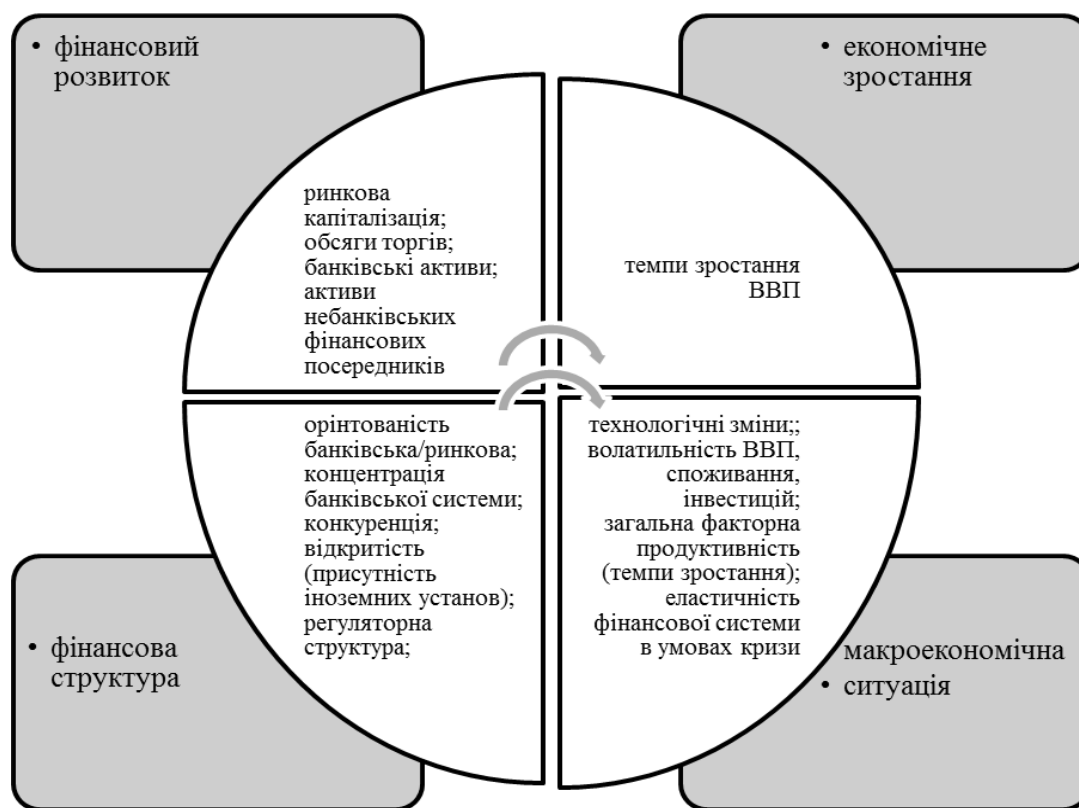 • фінансовий
розвиток
• економічне
зростання
ринкова
капіталізація;
обсяги торгів;
банківські активи;
активи
небанківських
фінансових
посередників
темпи зростання
ВВП
орінтованість
банківська/ринкова;
концентрація
банківської системи;
конкуренція;
відкритість
(присутність
іноземних установ);
регуляторна
структура;
технологічні зміни;;
волатильність ВВП,
споживання,
інвестицій;
загальна факторна
продуктивність
(темпи зростання);
еластичність
фінансової системи
в умовах кризи
• фінансова
структура
макроекономічна
• ситуація